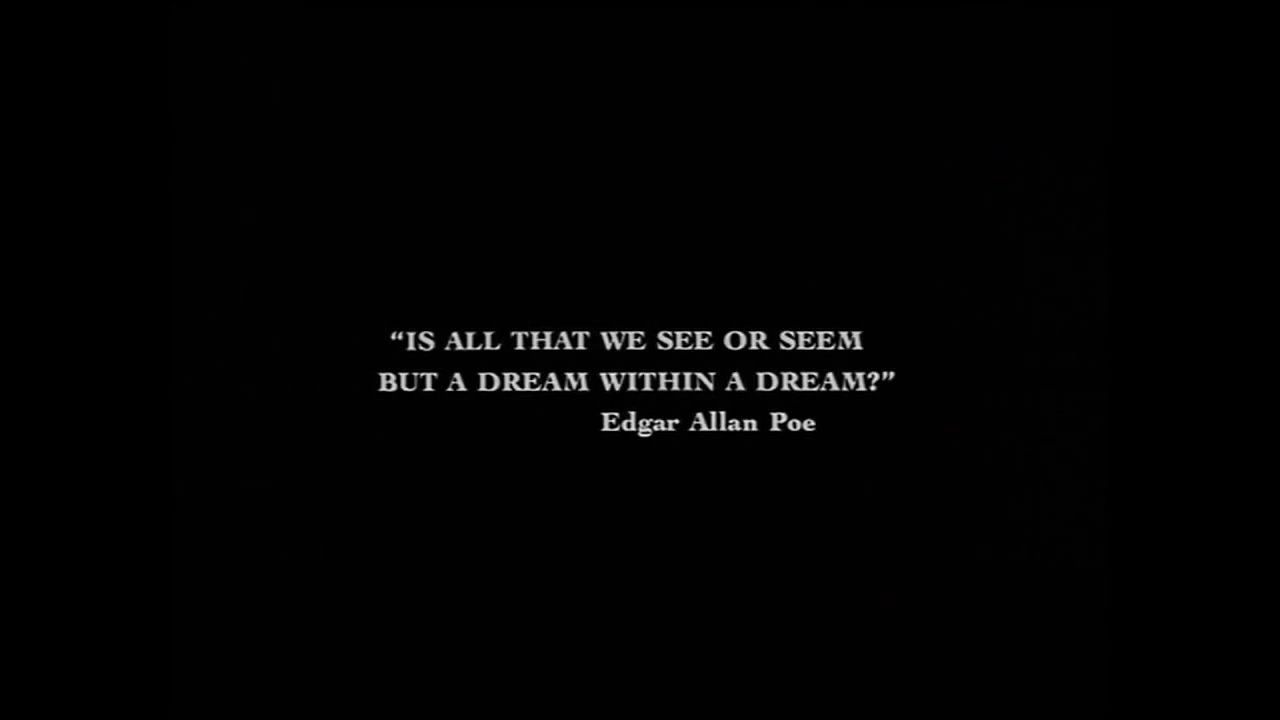 “IS ALL THAT WE SEE OR SEEM
BUT A DREAM WITHIN A DREAM?”
Edgar Allan Poe